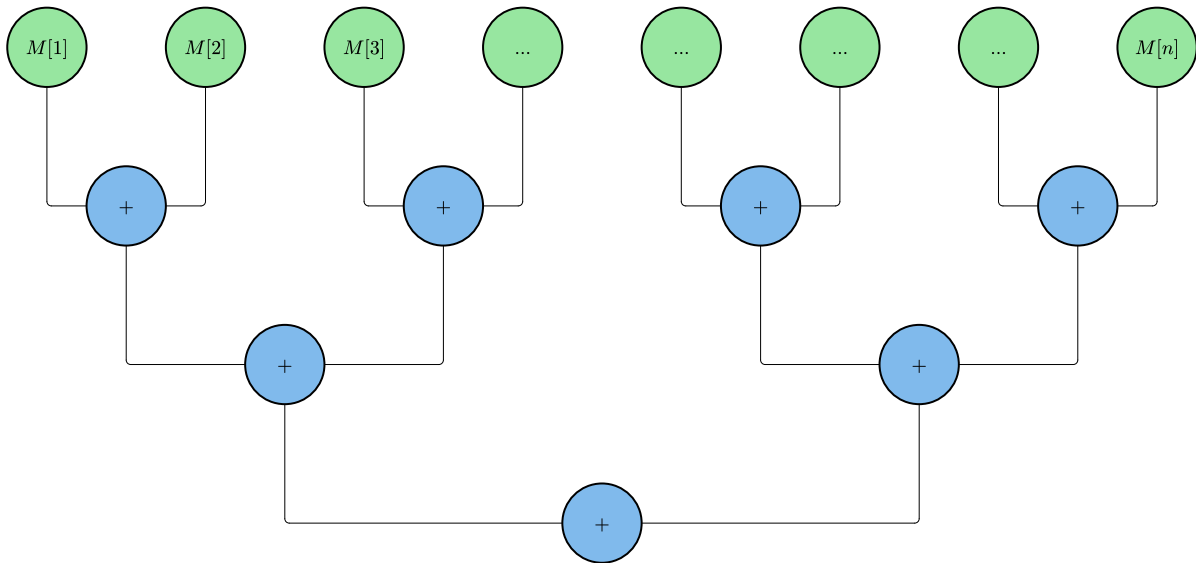 M[1] M[2] M[3] ... ... ... ... M[n]
+ + + +
+ +
+